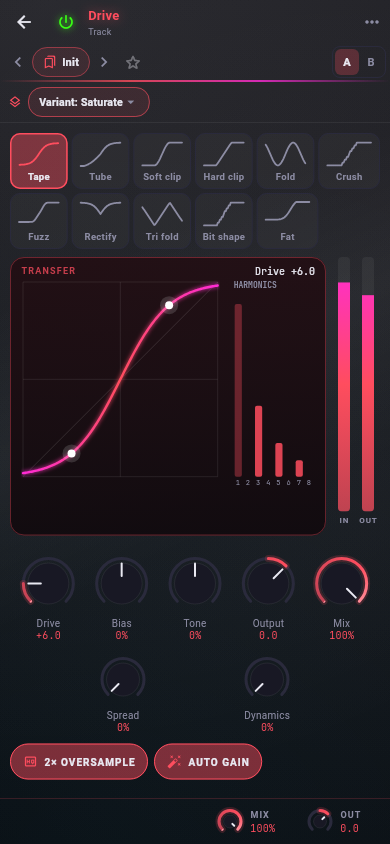 Drive
Track
Init
A B
Variant: Saturate
Tape Tube Soft clip Hard clip Fold Crush
Fuzz Rectify Tri fold Bit shape Fat
TRANSFER Drive +6.0
HARMONICS
1 2 3 4 5 6 7 8
IN OUT
Drive Bias Tone Output Mix
+6.0 0% 0% 0.0 100%
Spread Dynamics
0% 0%
HQ 2× OVERSAMPLE AUTO GAIN
MIX OUT
100% 0.0